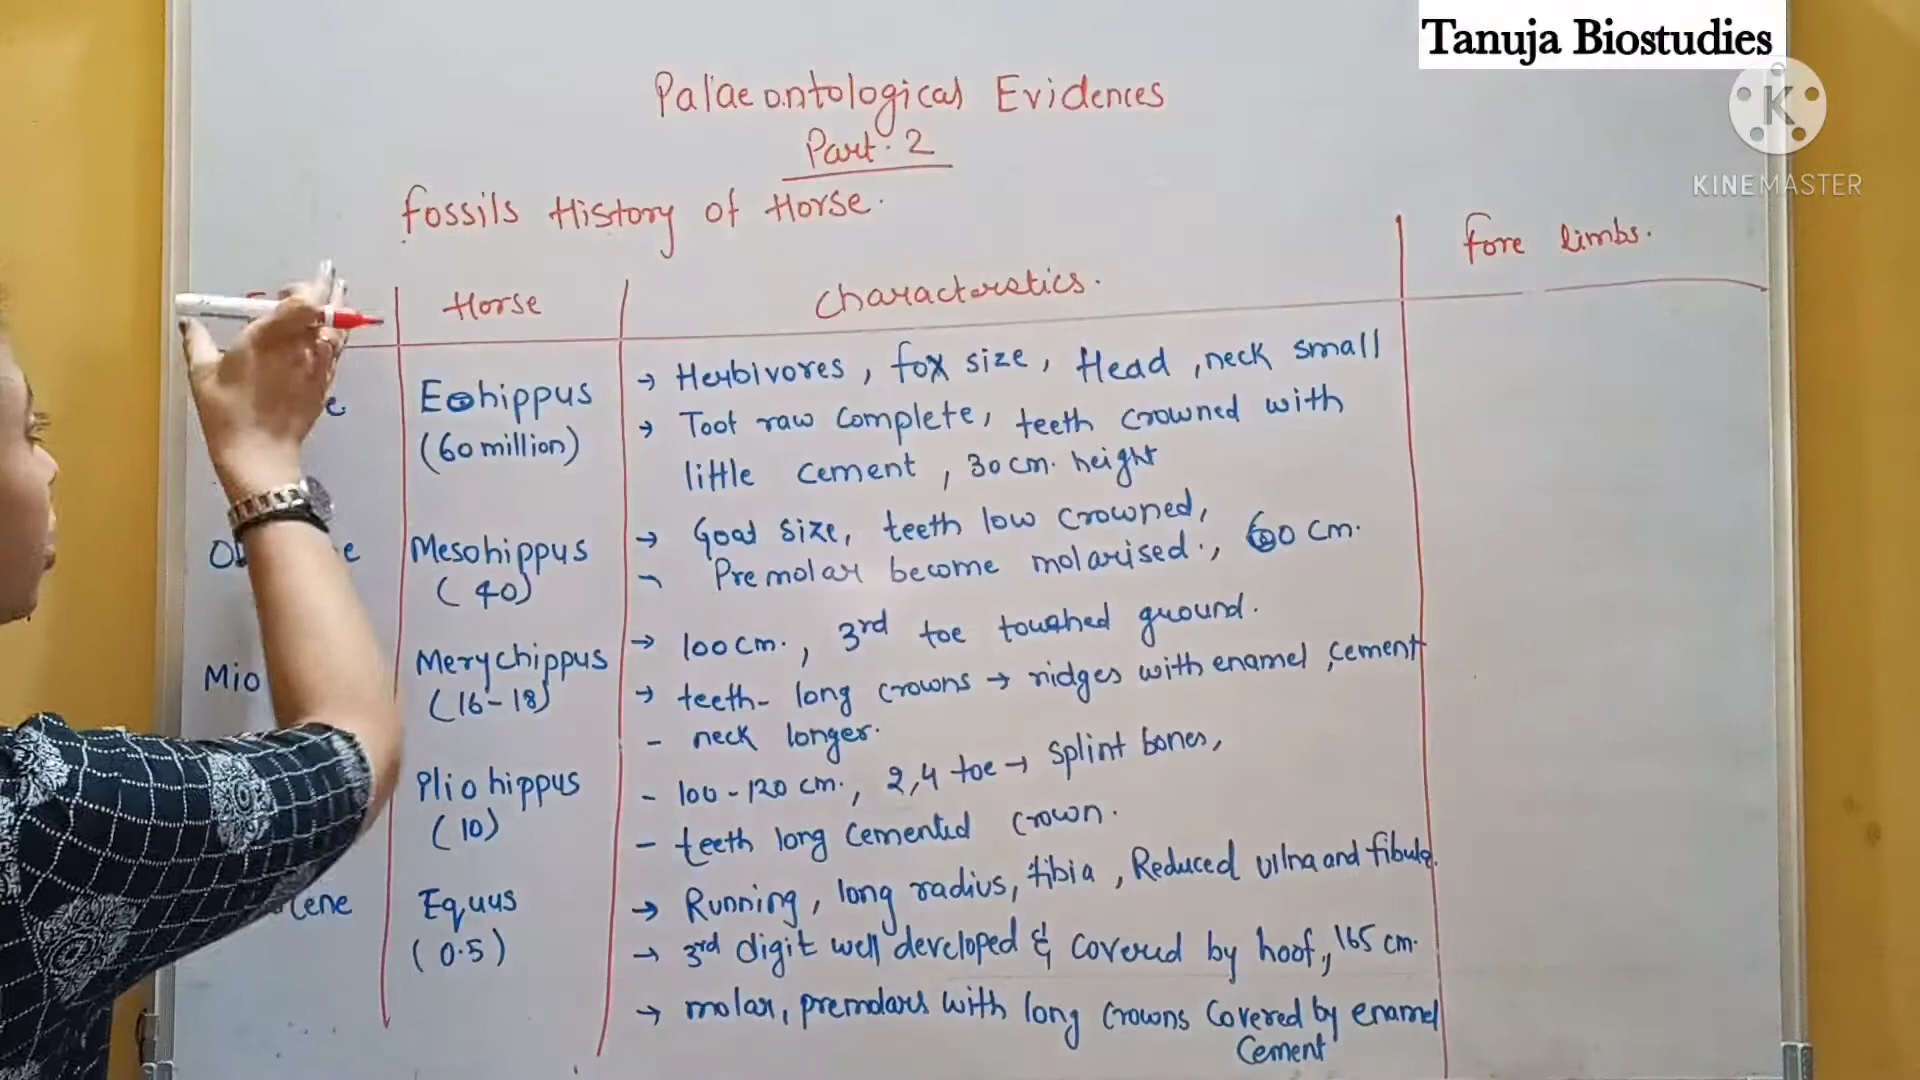 Tanuja Biostudies
KINEMASTER
Palaeontological Evidences
Part. 2
Fossils History of Horse.
Horse
Characterstics.
Fore limbs.
Eohippus
(60 million)
→ Herbivores, fox size, Head, neck small
→ Toot raw complete, teeth crowned with
little cement, 30 cm. height
Mesohippus
(40)
→ Goat size, teeth low crowned,
- Premolar become molarised., 60 cm.
Mio
Merychippus
(16-18)
→ 100 cm., 3rd toe touched ground.
→ teeth- long crowns → ridges with enamel, cement
- neck longer.
Pliohippus
(10)
- 100-120 cm., 2,4 toe → splint bones,
- teeth long cemented crown.
cene
Equus
(0.5)
→ Running, long radius, tibia, Reduced ulna and fibula.
→ 3rd digit well developed & covered by hoof, 165 cm.
→ molar, premolars with long crowns covered by enamel
cement